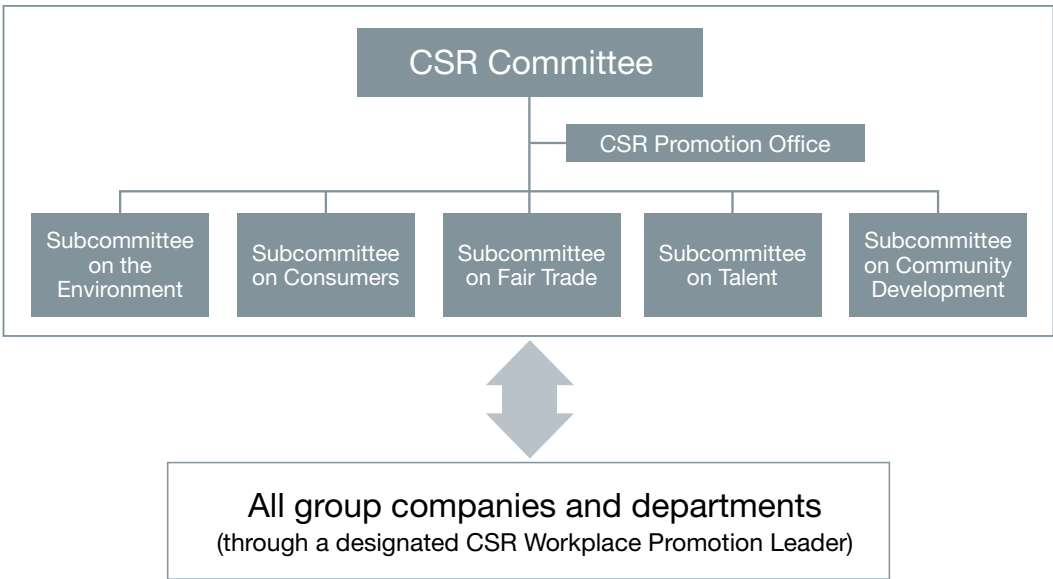 CSR Committee
CSR Promotion Office
Subcommittee
on the
Environment
Subcommittee
on Consumers
Subcommittee
on Fair Trade
Subcommittee
on Talent
Subcommittee
on Community
Development
All group companies and departments
(through a designated CSR Workplace Promotion Leader)